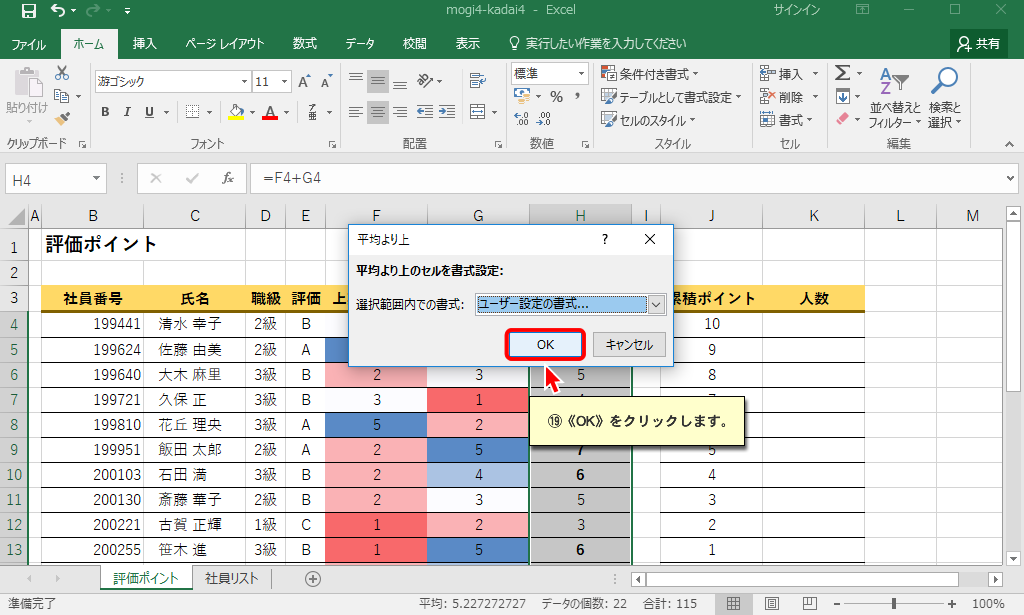 mogi4-kadai4 - Excel サインイン
ファイル ホーム 挿入 ページ レイアウト 数式 データ 校閲 表示 実行したい作業を入力してください 共有
貼り付け
クリップボード
游ゴシック 11
B I U
フォント
配置
標準
% ,
数値
条件付き書式
テーブルとして書式設定
セルのスタイル
スタイル
挿入
削除
書式
セル
並べ替えと
フィルター
検索と
選択
編集
H4 fx =F4+G4
A B C D E F G H I J K L M
1 評価ポイント
2
3 社員番号 氏名 職級 評価 上 累積ポイント 人数
4 199441 清水 幸子 2級 B 10
5 199624 佐藤 由美 2級 A 9
6 199640 大木 麻里 3級 B 2 3 5 8
7 199721 久保 正 3級 B 3 1
8 199810 花丘 理央 3級 A 5 2
9 199951 飯田 太郎 2級 A 2 5 7 5
10 200103 石田 満 3級 B 2 4 6 4
11 200130 斎藤 華子 2級 B 2 3 5 3
12 200221 古賀 正輝 1級 C 1 2 3 2
13 200255 笹木 進 3級 B 1 5 6 1
平均より上 ?
平均より上のセルを書式設定:
選択範囲内での書式: ユーザー設定の書式...
OK キャンセル
⑲《OK》をクリックします。
評価ポイント 社員リスト
準備完了 平均: 5.227272727 データの個数: 22 合計: 115 100%